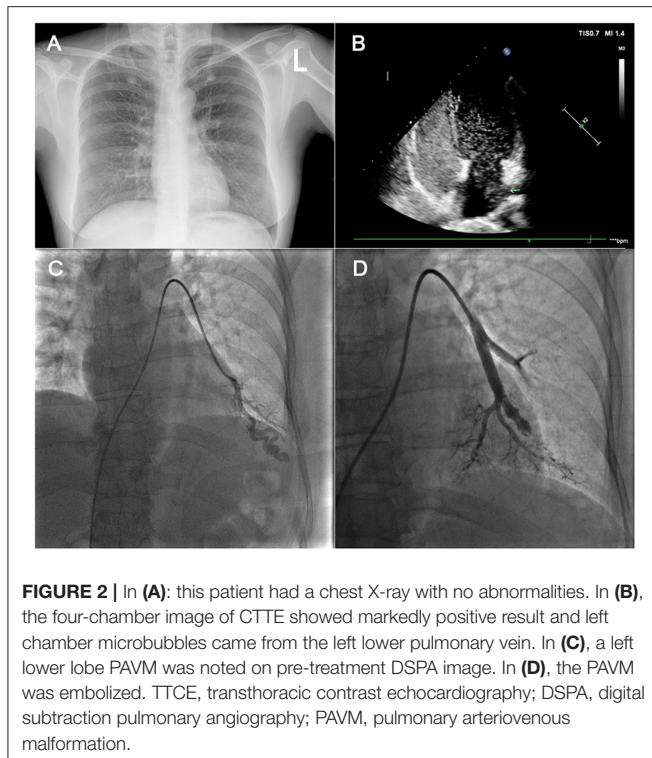 A
L
B
TIS0.7 MI 1.4
M3
x2
***bpm
C
D
FIGURE 2 | In (A): this patient had a chest X-ray with no abnormalities. In (B),
the four-chamber image of CTTE showed markedly positive result and left
chamber microbubbles came from the left lower pulmonary vein. In (C), a left
lower lobe PAVM was noted on pre-treatment DSPA image. In (D), the PAVM
was embolized. TTCE, transthoracic contrast echocardiography; DSPA, digital
subtraction pulmonary angiography; PAVM, pulmonary arteriovenous
malformation.